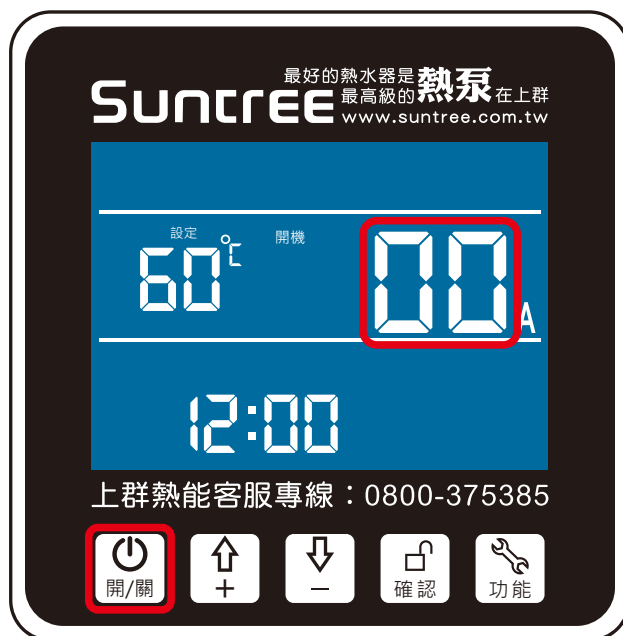 最好的熱水器是
Suntree 最高級的熱泵在上群
www.suntree.com.tw
設定 開機
60℃ 00A
12:00
上群熱能客服專線：0800-375385
開/關 + − 確認 功能